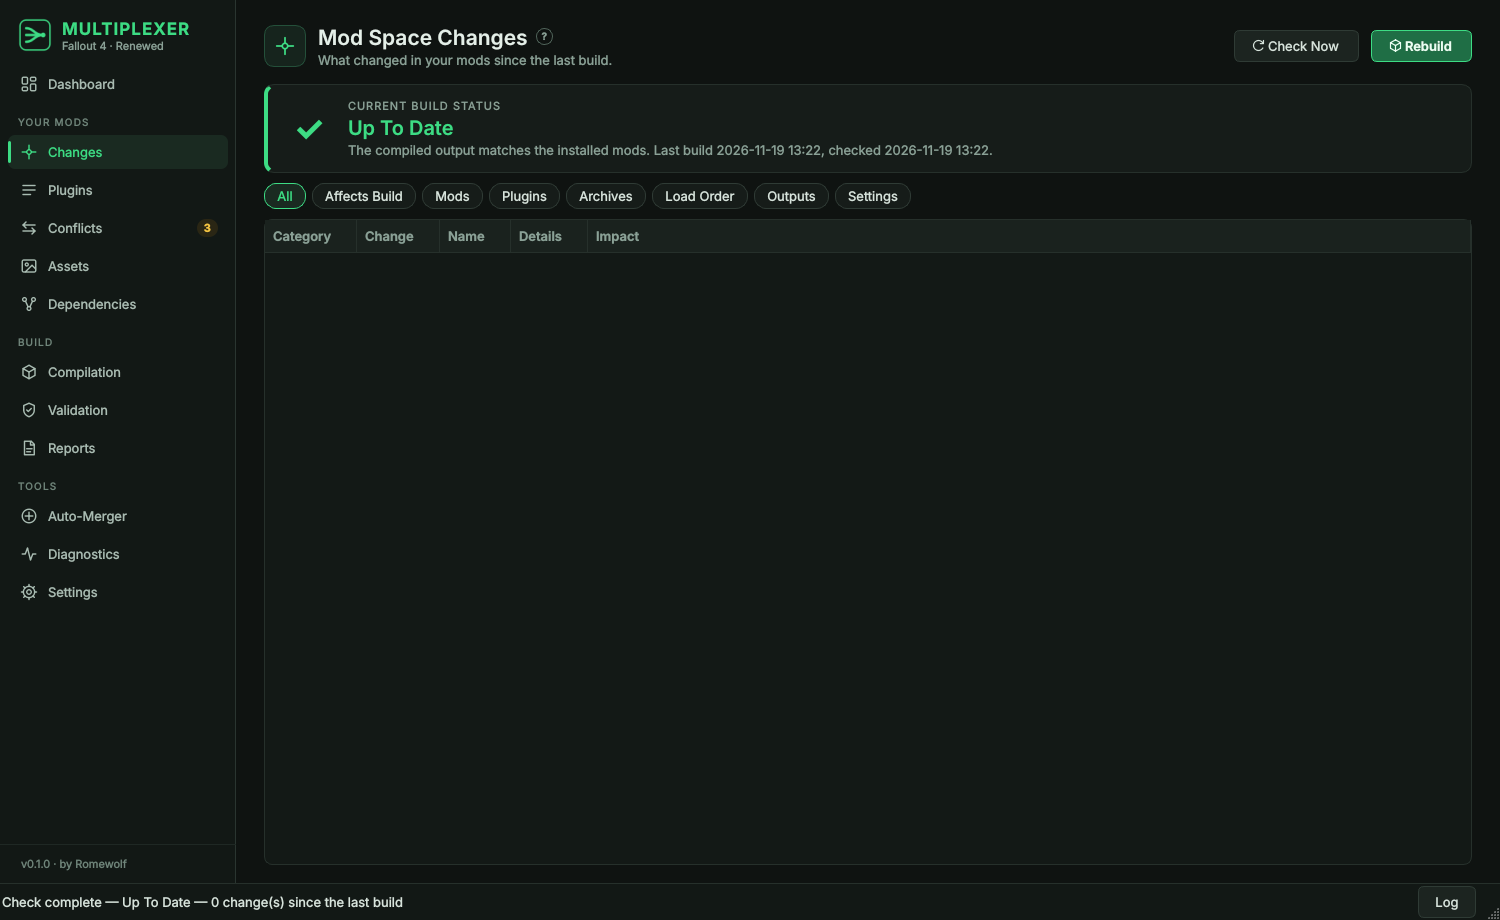 MULTIPLEXER
Fallout 4 · Renewed
Dashboard
YOUR MODS
Changes
Plugins
Conflicts 3
Assets
Dependencies
BUILD
Compilation
Validation
Reports
TOOLS
Auto-Merger
Diagnostics
Settings
v0.1.0 · by Romewolf
Mod Space Changes ?
What changed in your mods since the last build.
Check Now
Rebuild
CURRENT BUILD STATUS
Up To Date
The compiled output matches the installed mods. Last build 2026-11-19 13:22, checked 2026-11-19 13:22.
All Affects Build Mods Plugins Archives Load Order Outputs Settings
Category Change Name Details Impact
Check complete — Up To Date — 0 change(s) since the last build
Log